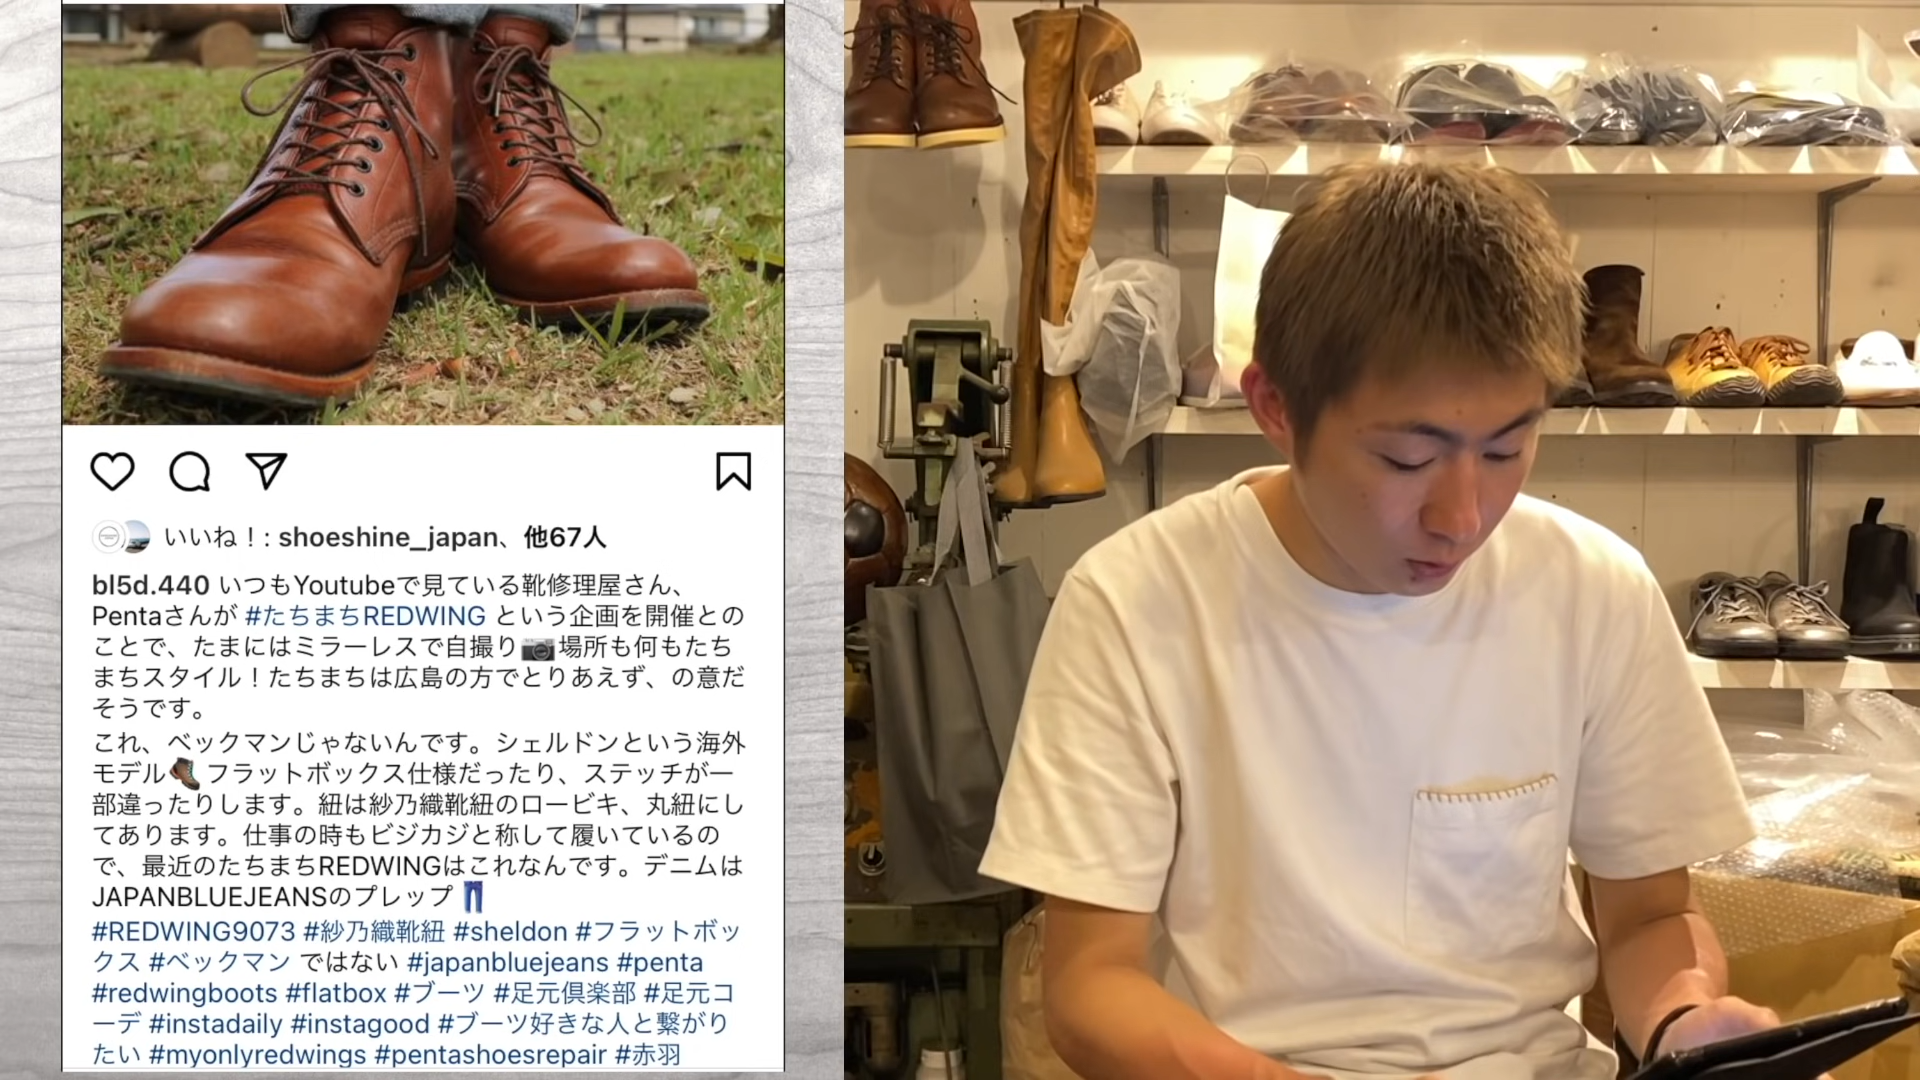 いいね！: shoeshine_japan、他67人
bl5d.440 いつもYoutubeで見ている靴修理屋さん、
Pentaさんが #たちまちREDWING という企画を開催との
ことで、たまにはミラーレスで自撮り📷場所も何もたち
まちスタイル！たちまちは広島の方でとりあえず、の意だ
そうです。
これ、ベックマンじゃないんです。シェルドンという海外
モデル🥾フラットボックス仕様だったり、ステッチが一
部違ったりします。紐は紗乃織靴紐のロービキ、丸紐にし
てあります。仕事の時もビジカジと称して履いているの
で、最近のたちまちREDWINGはこれなんです。デニムは
JAPANBLUEJEANSのプレップ👖
#REDWING9073 #紗乃織靴紐 #sheldon #フラットボッ
クス #ベックマン ではない #japanbluejeans #penta
#redwingboots #flatbox #ブーツ #足元倶楽部 #足元コ
ーデ #instadaily #instagood #ブーツ好きな人と繋がり
たい #myonlyredwings #pentashoesrepair #赤羽